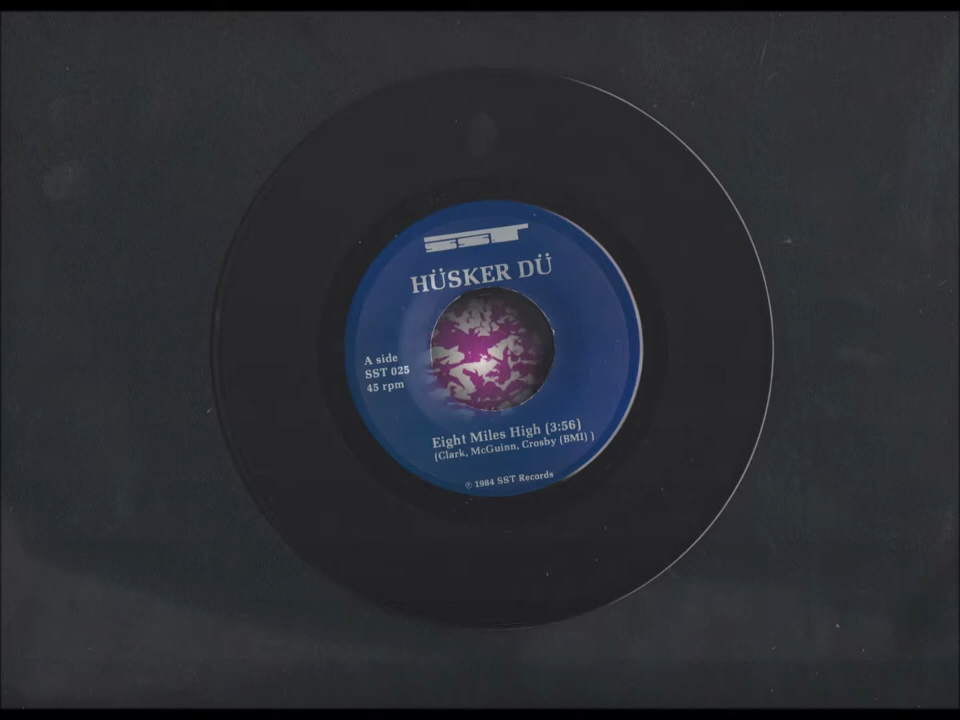 SST
HÜSKER DÜ
A side
SST 025
45 rpm
Eight Miles High (3:56)
(Clark, McGuinn, Crosby (BMI) )
℗ 1984 SST Records